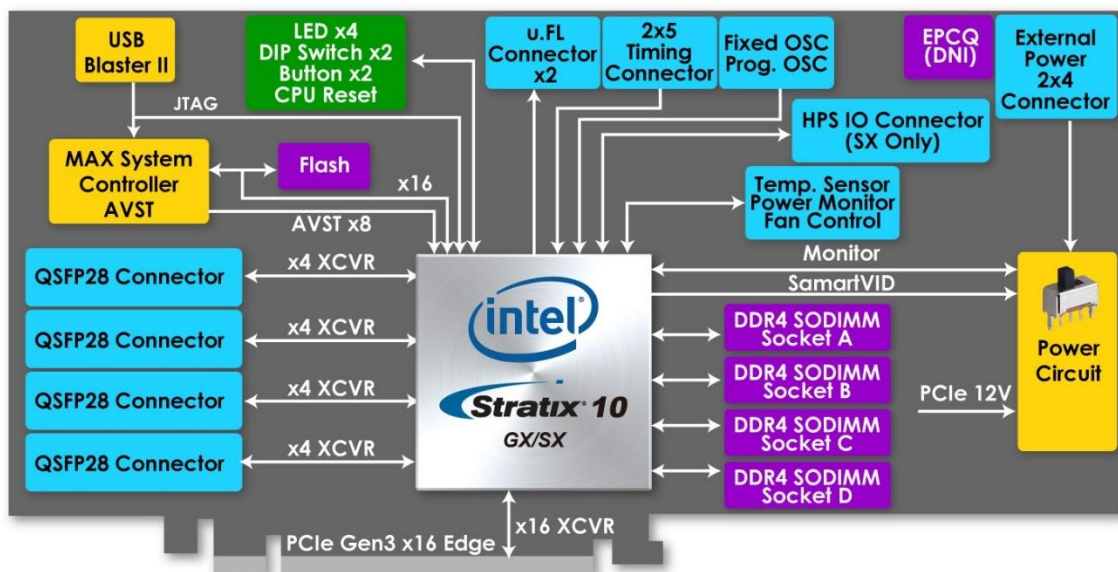 USB
Blaster II
LED x4
DIP Switch x2
Button x2
CPU Reset
u.FL
Connector
x2
2x5
Timing
Connector
Fixed OSC
Prog. OSC
EPCQ
(DNI)
External
Power
2x4
Connector
JTAG
HPS IO Connector
(SX Only)
MAX System
Controller
AVST
Flash
x16
AVST x8
Temp. Sensor
Power Monitor
Fan Control
QSFP28 Connector
x4 XCVR
QSFP28 Connector
x4 XCVR
QSFP28 Connector
x4 XCVR
QSFP28 Connector
x4 XCVR
intel
Stratix 10
GX/SX
Monitor
SamartVID
DDR4 SODIMM
Socket A
DDR4 SODIMM
Socket B
DDR4 SODIMM
Socket C
DDR4 SODIMM
Socket D
Power
Circuit
PCIe 12V
x16 XCVR
PCIe Gen3 x16 Edge